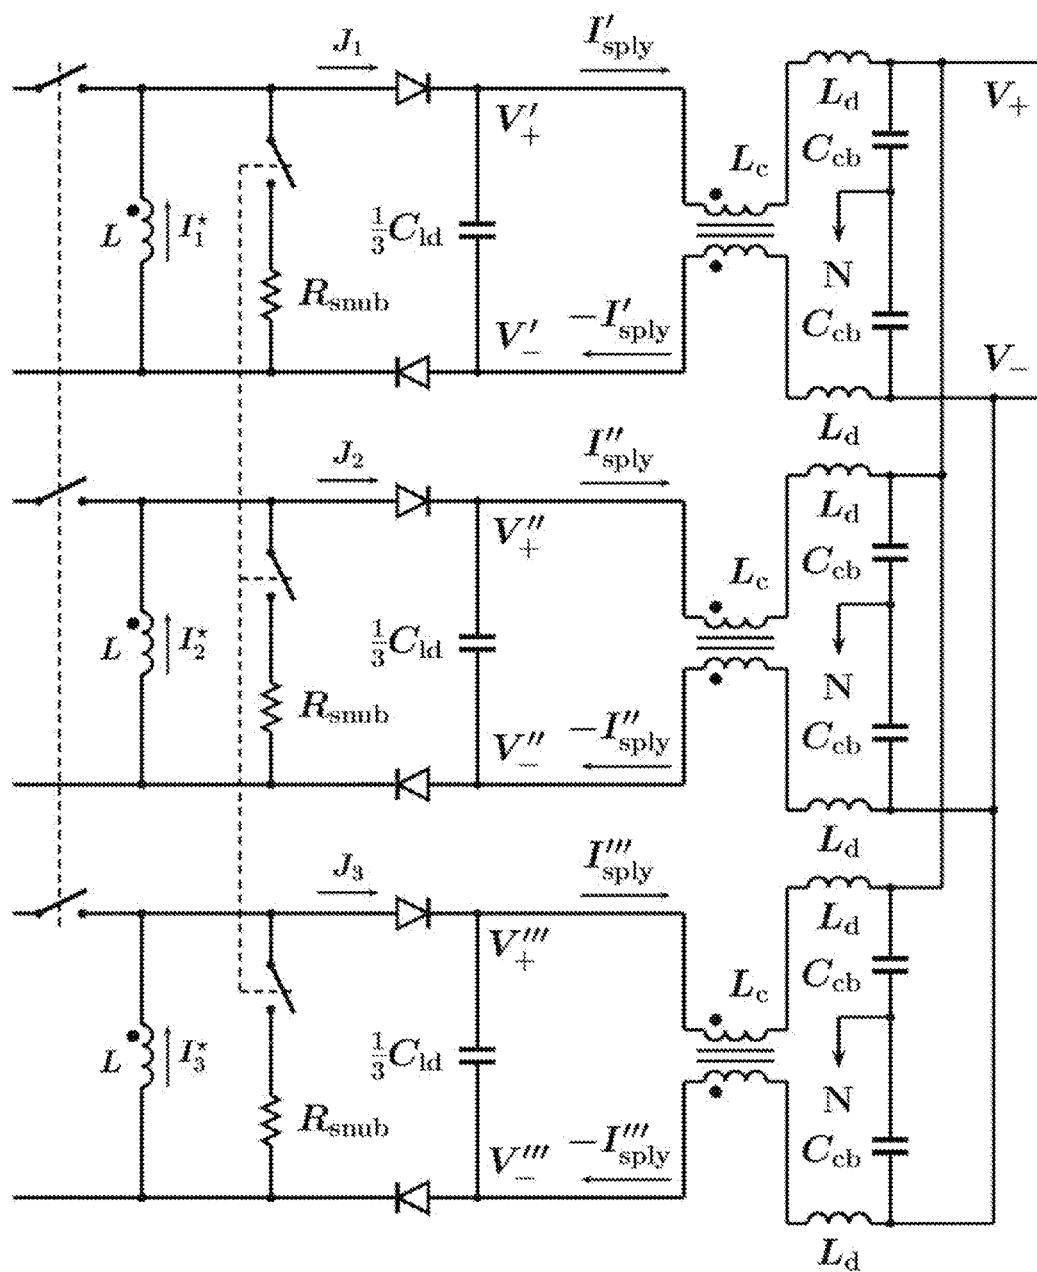 J₁
I′sply
Ld
V₊
V′₊
Ccb
Lc
L
I₁*
⅓Cld
N
Rsnub
−I′sply
V′₋
Ccb
V₋
Ld
J₂
I″sply
Ld
V″₊
Ccb
Lc
L
I₂*
⅓Cld
N
Rsnub
−I″sply
V″₋
Ccb
Ld
J₃
I‴sply
Ld
V‴₊
Ccb
Lc
L
I₃*
⅓Cld
N
Rsnub
−I‴sply
V‴₋
Ccb
Ld